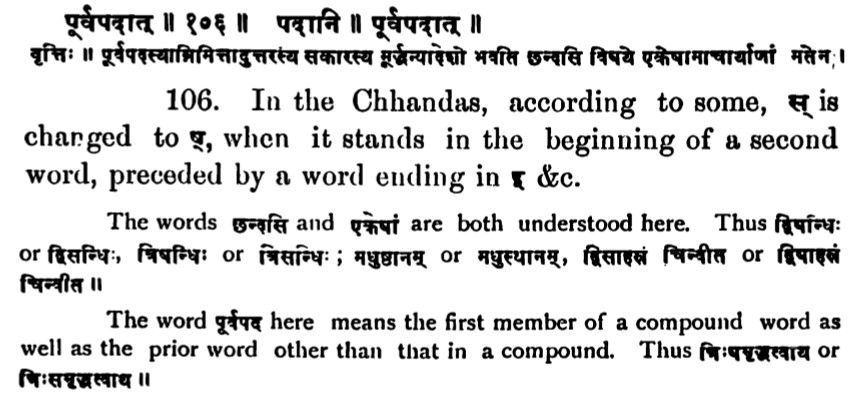 पूर्वपदात् ॥ १०६ ॥ पदानि ॥ पूर्वपदात् ॥
वृत्तिः ॥ पूर्वपदस्थान्निमित्तादुत्तरस्य सकारस्य मूर्द्धन्यादेशो भवति छन्दसि विषये एकेषामाचार्याणां मतेन ।
106. In the Chhandas, according to some, स् is
changed to ष्, when it stands in the beginning of a second
word, preceded by a word ending in इ &c.
The words छन्दसि and एकेषां are both understood here. Thus द्विषन्धिः
or द्विसन्धिः, त्रिषन्धिः or त्रिसन्धिः ; मधुष्ठानम् or मधुस्थानम्, द्विसाहस्रं चिन्वीत or द्विषाहस्रं
चिन्वीत ॥
The word पूर्वपद here means the first member of a compound word as
well as the prior word other than that in a compound. Thus त्रिःषमृद्धत्वाय or
त्रिःसमृद्धत्वाय ॥